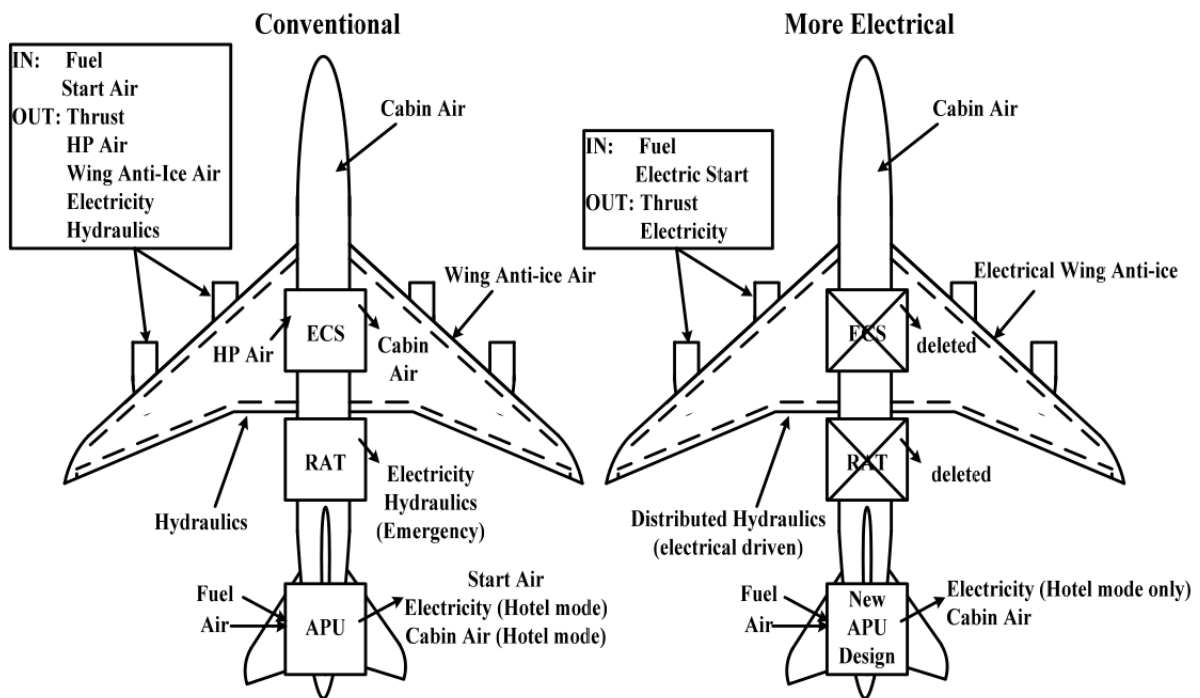 Conventional
IN: Fuel
Start Air
OUT: Thrust
HP Air
Wing Anti-Ice Air
Electricity
Hydraulics
Cabin Air
Wing Anti-ice Air
HP Air
ECS
Cabin
Air
RAT
Electricity
Hydraulics
(Emergency)
Hydraulics
Fuel
Air
APU
Start Air
Electricity (Hotel mode)
Cabin Air (Hotel mode)
More Electrical
IN: Fuel
Electric Start
OUT: Thrust
Electricity
Cabin Air
Electrical Wing Anti-ice
ECS
deleted
RAT
deleted
Distributed Hydraulics
(electrical driven)
Fuel
Air
New
APU
Design
Electricity (Hotel mode only)
Cabin Air